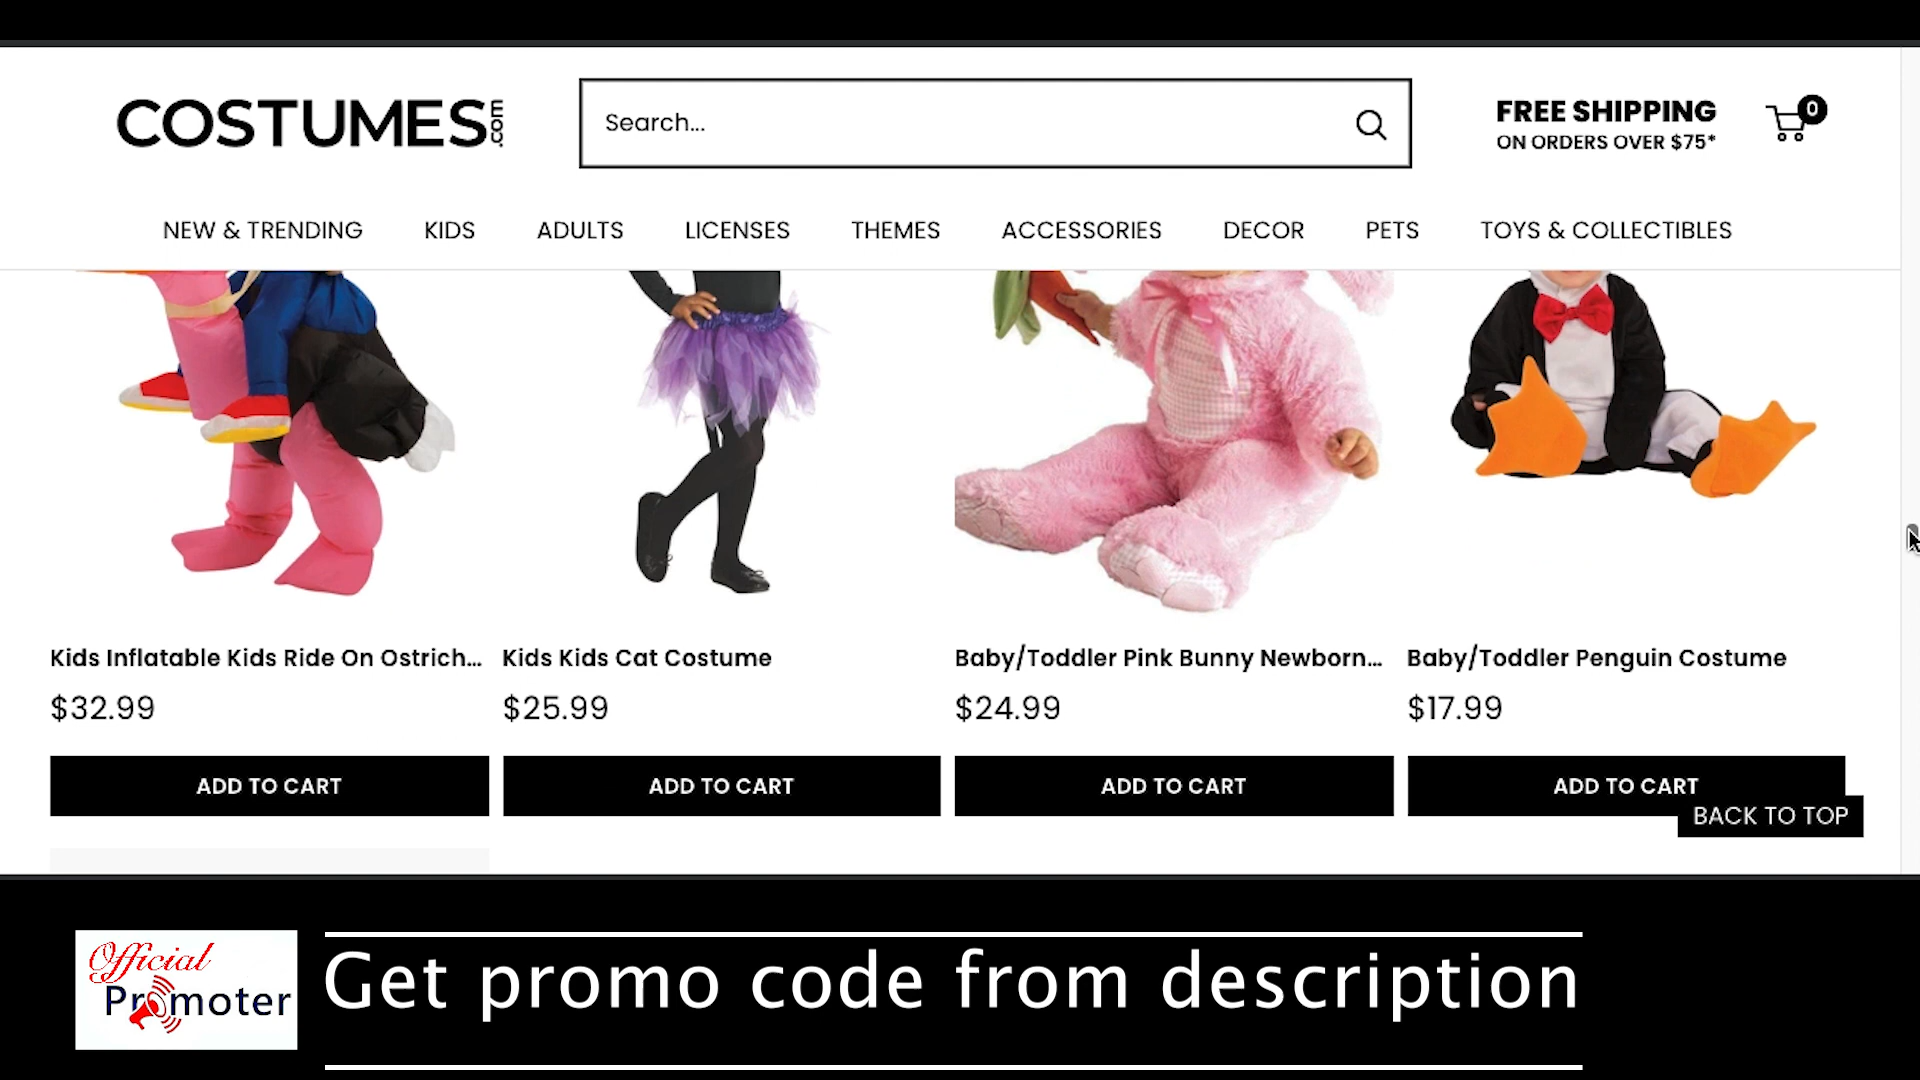 COSTUMES.com
Search...
FREE SHIPPING
ON ORDERS OVER $75*
0
NEW & TRENDING KIDS ADULTS LICENSES THEMES ACCESSORIES DECOR PETS TOYS & COLLECTIBLES
Kids Inflatable Kids Ride On Ostrich... Kids Kids Cat Costume Baby/Toddler Pink Bunny Newborn... Baby/Toddler Penguin Costume
$32.99 $25.99 $24.99 $17.99
ADD TO CART ADD TO CART ADD TO CART ADD TO CART
BACK TO TOP
Official
Promoter
Get promo code from description